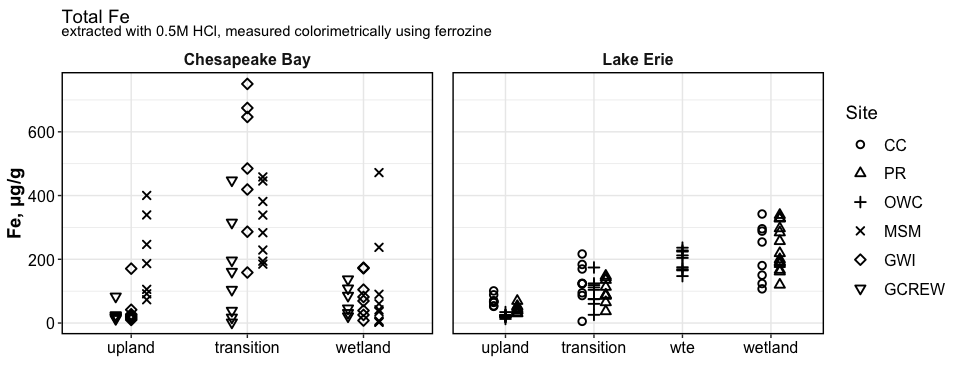 Total Fe
extracted with 0.5M HCl, measured colorimetrically using ferrozine
Chesapeake Bay
Lake Erie
Fe, µg/g
600
400
200
0
upland
transition
wetland
upland
transition
wte
wetland
Site
CC
PR
OWC
MSM
GWI
GCREW